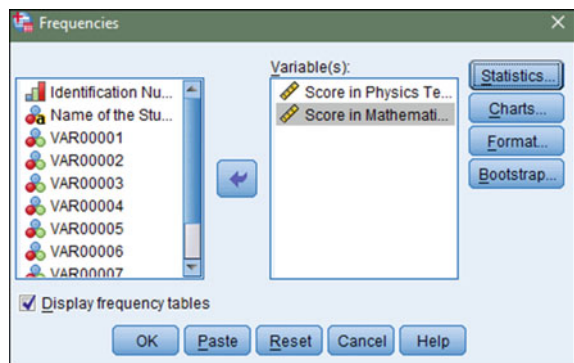 Frequencies
Variable(s):
Identification Nu...
Name of the Stu...
VAR00001
VAR00002
VAR00003
VAR00004
VAR00005
VAR00006
VAR00007
Score in Physics Te...
Score in Mathemati...
Statistics...
Charts...
Format...
Bootstrap...
Display frequency tables
OK Paste Reset Cancel Help